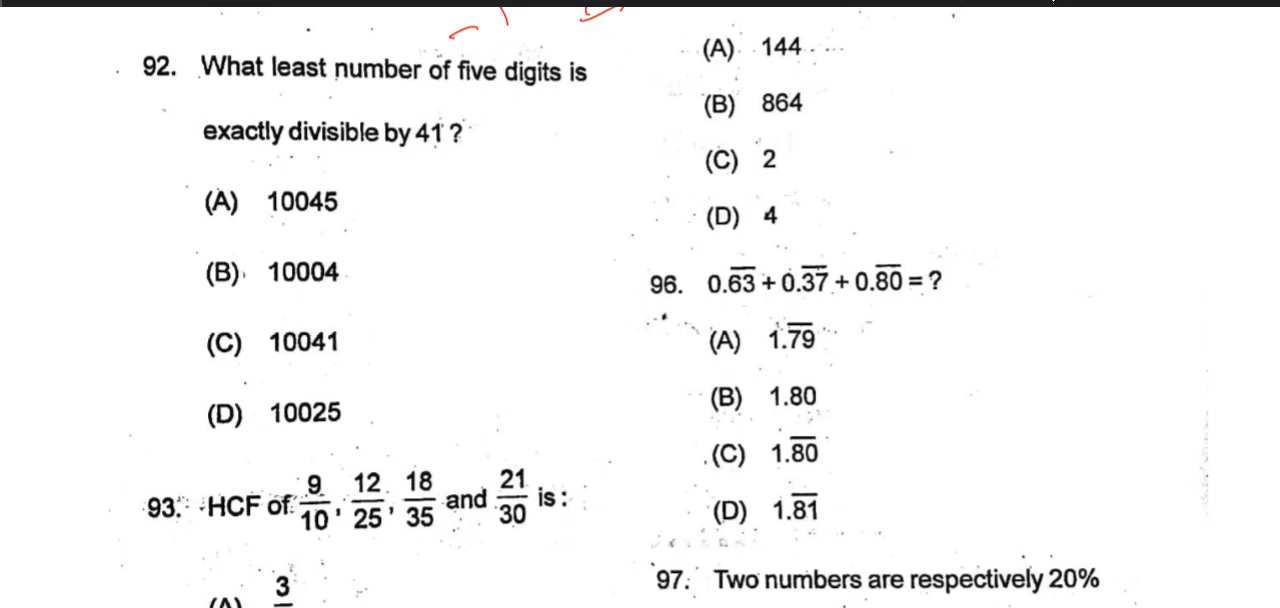 92. What least number of five digits is
exactly divisible by 41 ?
(A) 10045
(B) 10004
(C) 10041
(D) 10025
93. HCF of 9/10, 12/25, 18/35 and 21/30 is :
(A) 3
(A) 144
(B) 864
(C) 2
(D) 4
96. 0.6̅3̅ + 0.3̅7̅ + 0.8̅0̅ = ?
(A) 1.7̅9̅
(B) 1.80
(C) 1.8̅0̅
(D) 1.8̅1̅
97. Two numbers are respectively 20%